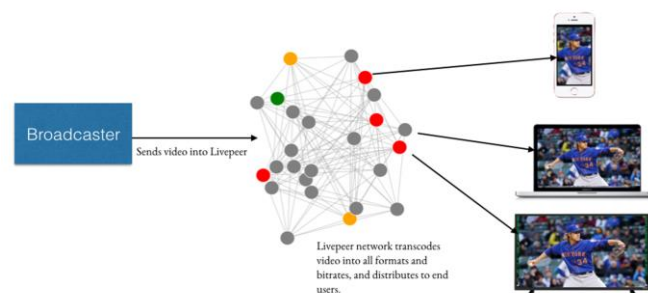 Broadcaster
Sends video into Livepeer
Livepeer network transcodes
video into all formats and
bitrates, and distributes to end
users.